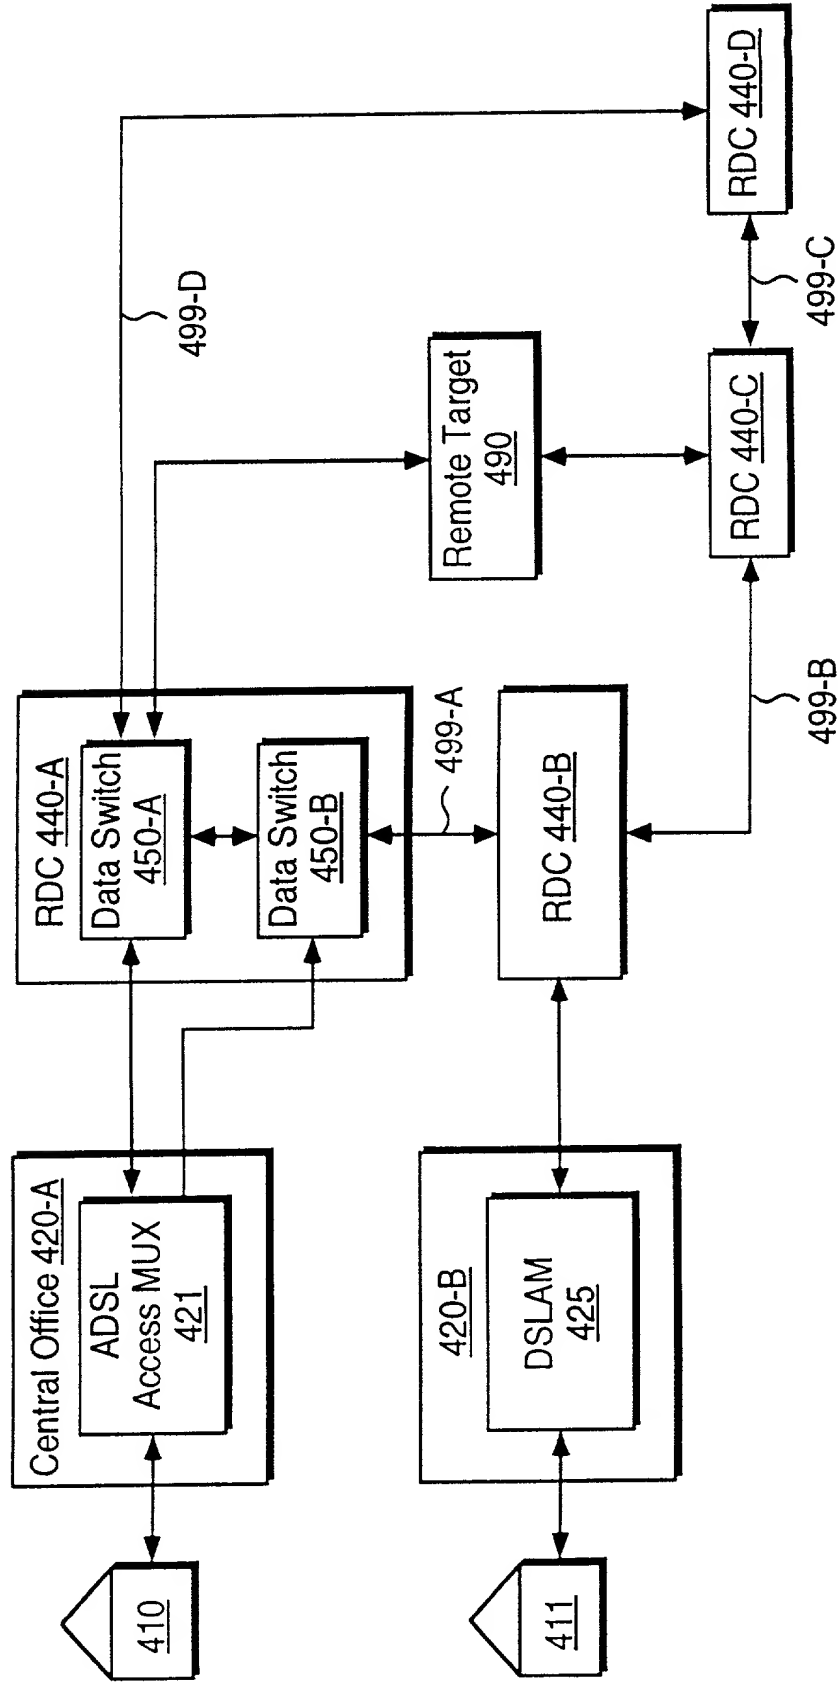 410
Central Office 420-A
ADSL
Access MUX
421
RDC 440-A
Data Switch
450-A
Data Switch
450-B
499-D
499-A
Remote Target
490
411
420-B
DSLAM
425
RDC 440-B
499-B
RDC 440-C
499-C
RDC 440-D